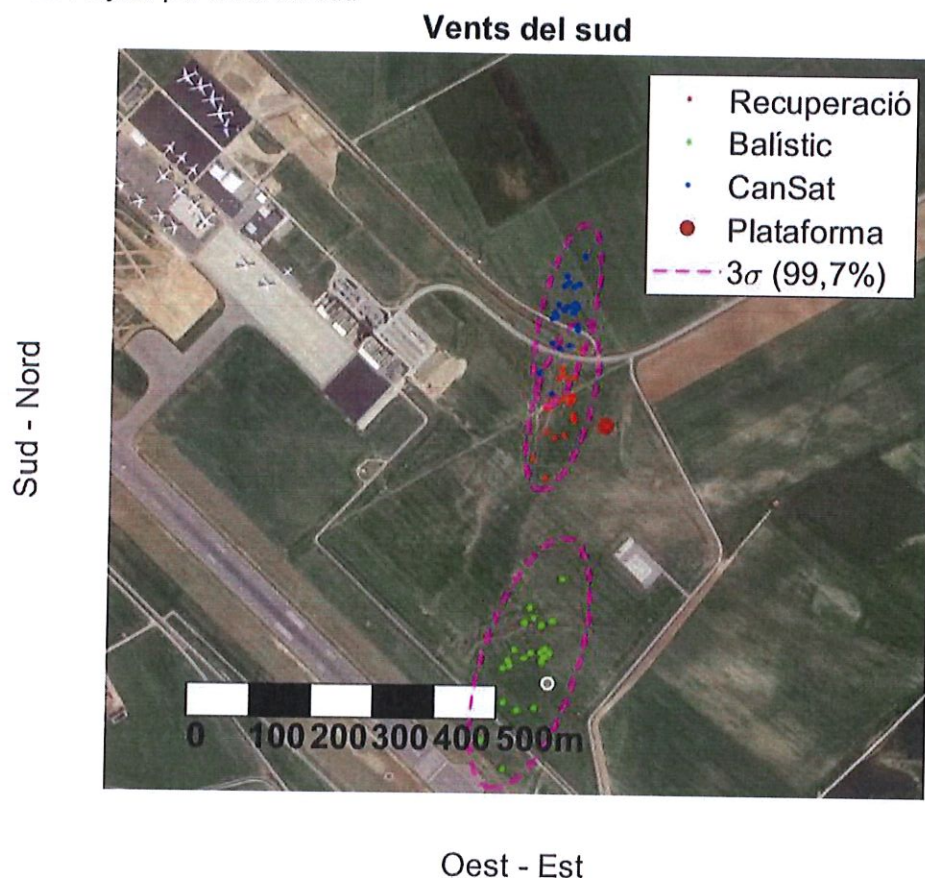 Vents del sud
Recuperació
Balístic
CanSat
Plataforma
3σ (99,7%)
Sud - Nord
0 100 200 300 400 500m
Oest - Est